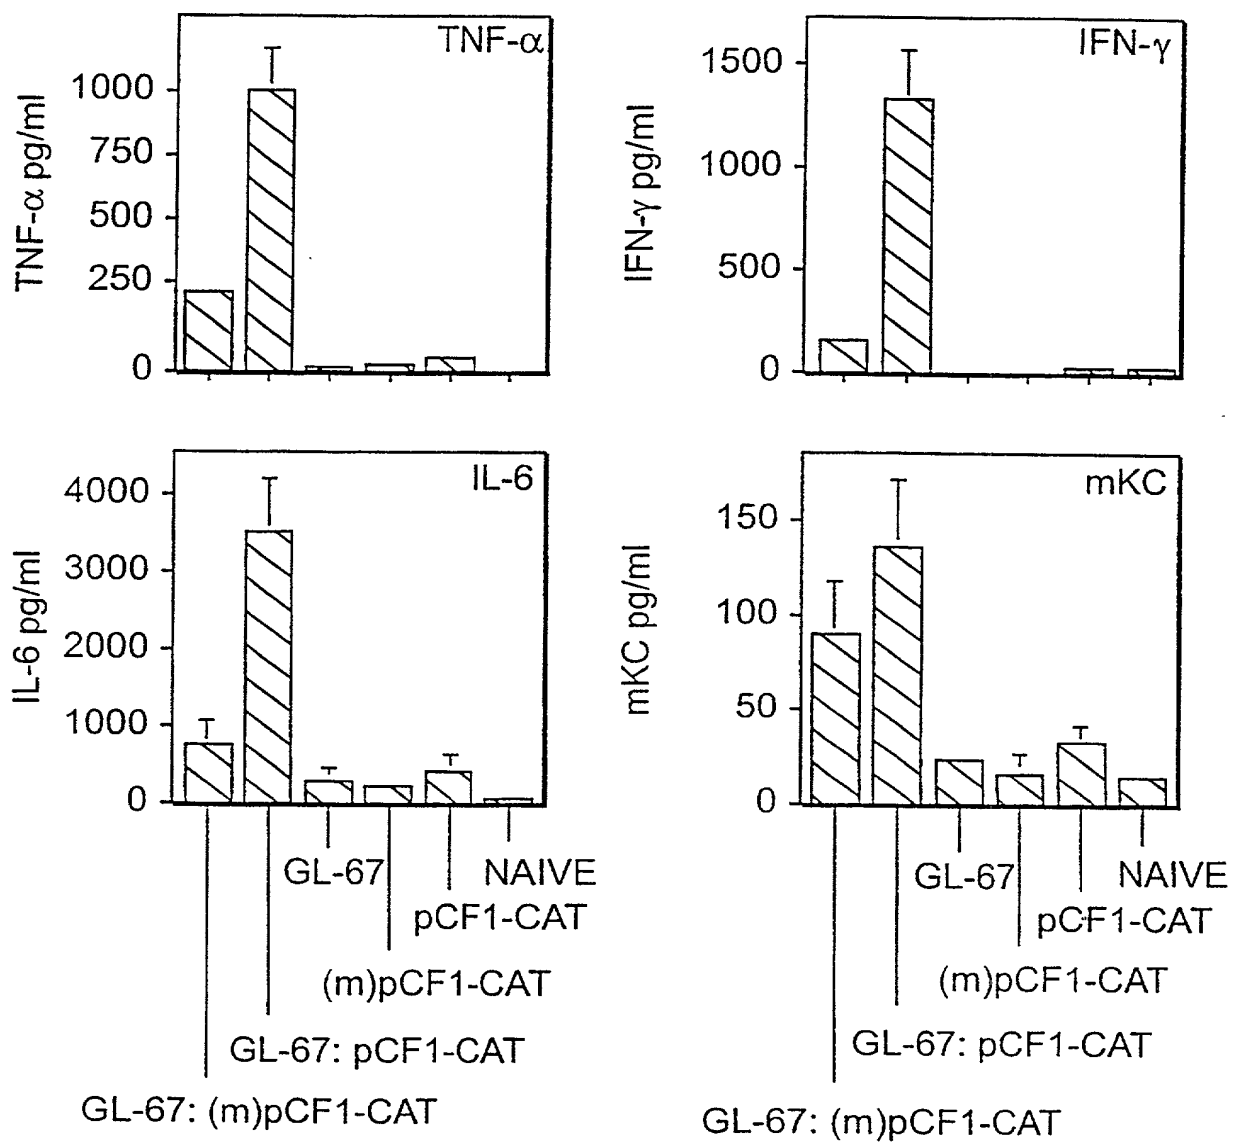 TNF-α
TNF-α pg/ml
1000
750
500
250
0
IFN-γ
IFN-γ pg/ml
1500
1000
500
0
IL-6
IL-6 pg/ml
4000
3000
2000
1000
0
GL-67
NAIVE
pCF1-CAT
(m)pCF1-CAT
GL-67: pCF1-CAT
GL-67: (m)pCF1-CAT
mKC
mKC pg/ml
150
100
50
0
GL-67
NAIVE
pCF1-CAT
(m)pCF1-CAT
GL-67: pCF1-CAT
GL-67: (m)pCF1-CAT